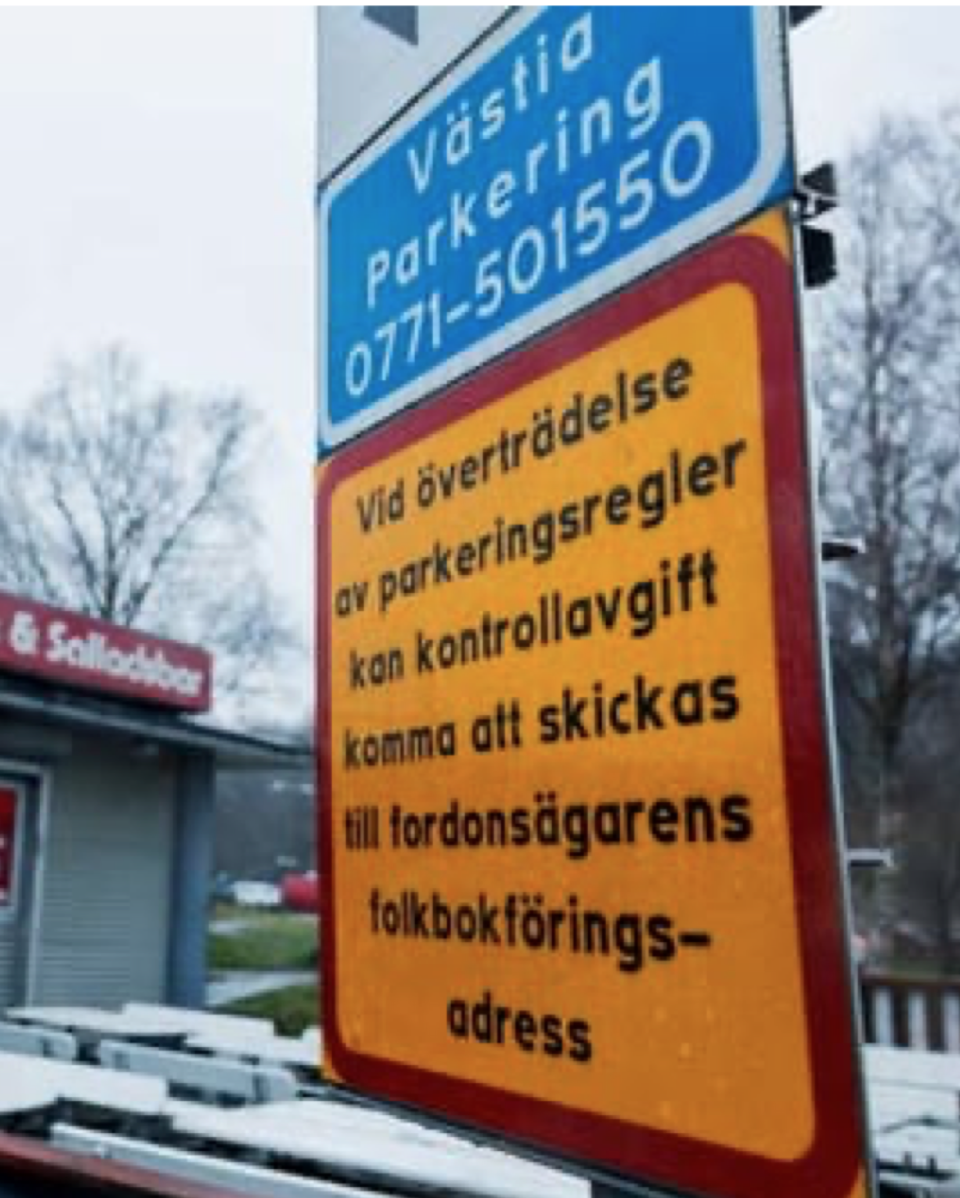 Västia
Parkering
0771-501550
Vid överträdelse
av parkeringsregler
kan kontrollavgift
komma att skickas
till fordonsägarens
folkbokförings-
adress
& Salladsbar